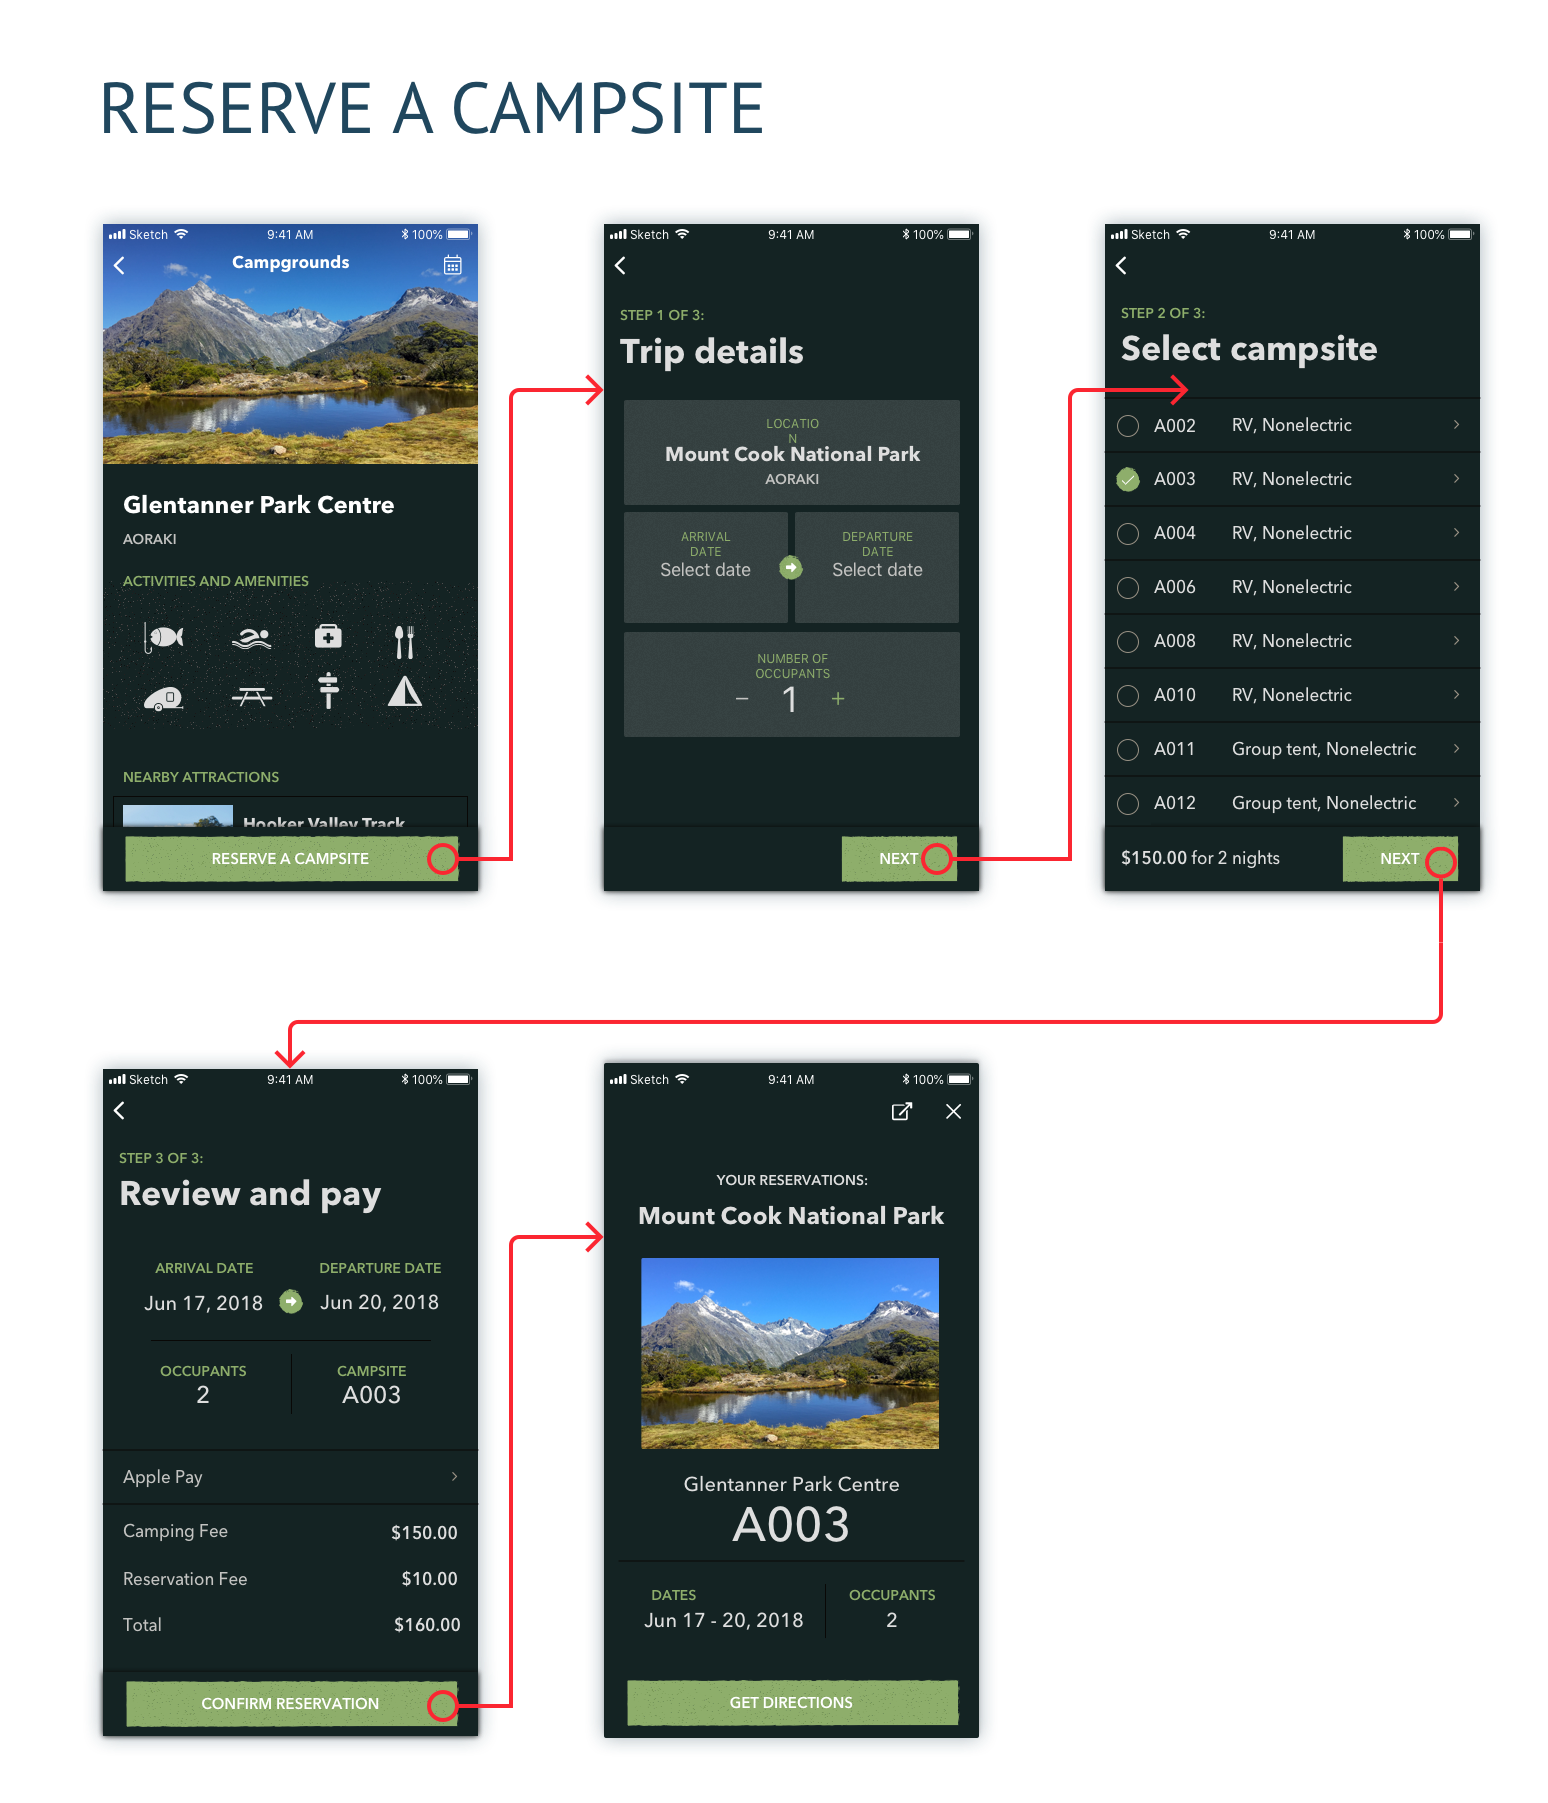 RESERVE A CAMPSITE
Sketch 9:41 AM 100%
Campgrounds
Glentanner Park Centre
AORAKI
ACTIVITIES AND AMENITIES
NEARBY ATTRACTIONS
Hooker Valley Track
RESERVE A CAMPSITE
Sketch 9:41 AM 100%
STEP 1 OF 3:
Trip details
LOCATIO
N
Mount Cook National Park
AORAKI
ARRIVAL
DATE
Select date
DEPARTURE
DATE
Select date
NUMBER OF
OCCUPANTS
− 1 +
NEXT
Sketch 9:41 AM 100%
STEP 2 OF 3:
Select campsite
A002 RV, Nonelectric
A003 RV, Nonelectric
A004 RV, Nonelectric
A006 RV, Nonelectric
A008 RV, Nonelectric
A010 RV, Nonelectric
A011 Group tent, Nonelectric
A012 Group tent, Nonelectric
$150.00 for 2 nights NEXT
Sketch 9:41 AM 100%
STEP 3 OF 3:
Review and pay
ARRIVAL DATE DEPARTURE DATE
Jun 17, 2018 Jun 20, 2018
OCCUPANTS CAMPSITE
2 A003
Apple Pay
Camping Fee $150.00
Reservation Fee $10.00
Total $160.00
CONFIRM RESERVATION
Sketch 9:41 AM 100%
YOUR RESERVATIONS:
Mount Cook National Park
Glentanner Park Centre
A003
DATES OCCUPANTS
Jun 17 - 20, 2018 2
GET DIRECTIONS